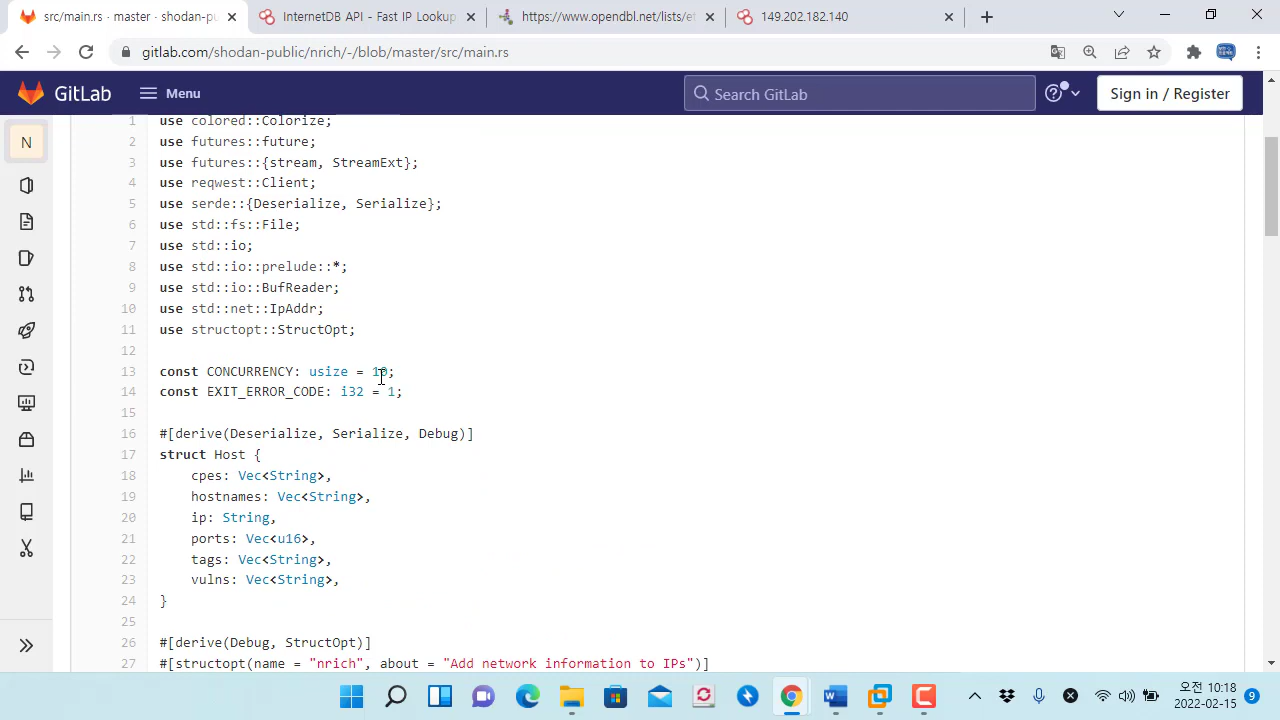 src/main.rs · master · shodan-pu
InternetDB API - Fast IP Lookup
https://www.opendbl.net/lists/et
149.202.182.140
gitlab.com/shodan-public/nrich/-/blob/master/src/main.rs
GitLab
Menu
Search GitLab
Sign in / Register
N
1 use colored::Colorize;
2 use futures::future;
3 use futures::{stream, StreamExt};
4 use reqwest::Client;
5 use serde::{Deserialize, Serialize};
6 use std::fs::File;
7 use std::io;
8 use std::io::prelude::*;
9 use std::io::BufReader;
10 use std::net::IpAddr;
11 use structopt::StructOpt;
12
13 const CONCURRENCY: usize = 10;
14 const EXIT_ERROR_CODE: i32 = 1;
15
16 #[derive(Deserialize, Serialize, Debug)]
17 struct Host {
18 cpes: Vec<String>,
19 hostnames: Vec<String>,
20 ip: String,
21 ports: Vec<u16>,
22 tags: Vec<String>,
23 vulns: Vec<String>,
24 }
25
26 #[derive(Debug, StructOpt)]
27 #[structopt(name = "nrich", about = "Add network information to IPs")]
오전 10:18
2022-02-15
9